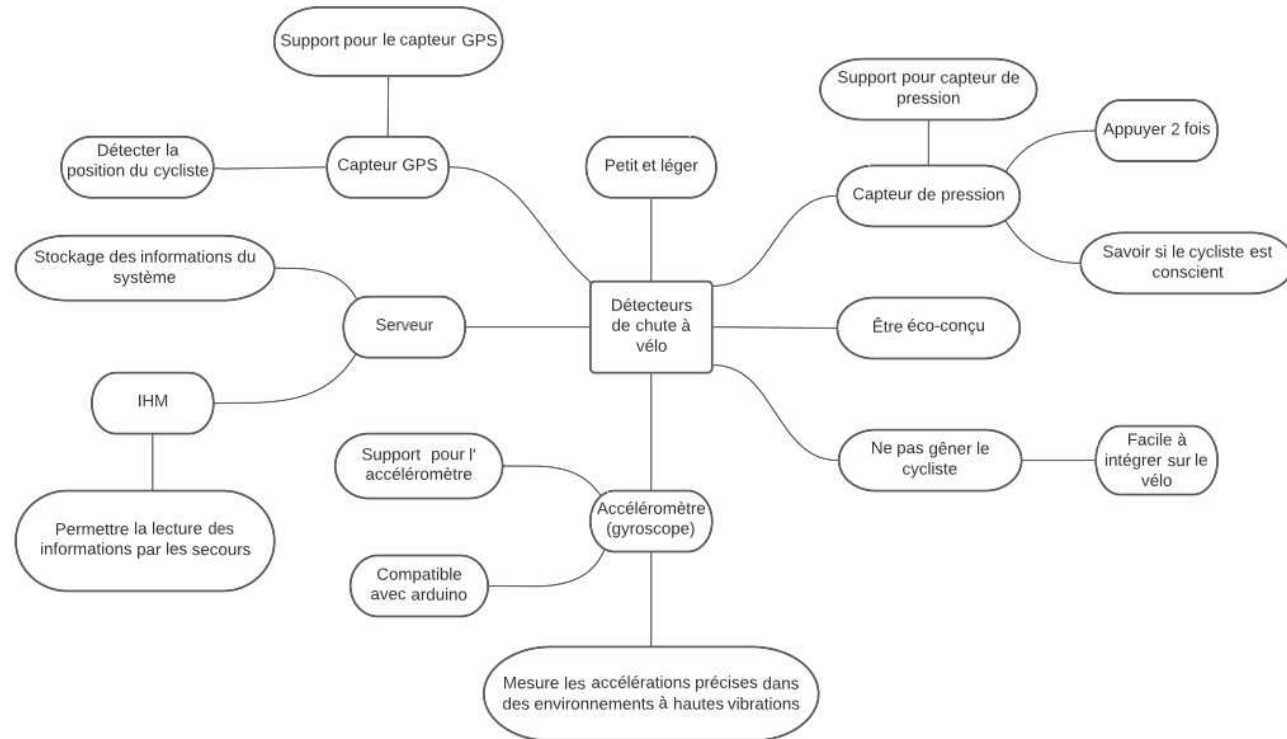 Support pour le capteur GPS
Support pour capteur de
pression
Appuyer 2 fois
Détecter la
position du cycliste
Capteur GPS
Petit et léger
Capteur de pression
Stockage des informations du
système
Savoir si le cycliste est
conscient
Serveur
Détecteurs
de chute à
vélo
Être éco-conçu
IHM
Support pour l'
accéléromètre
Ne pas gêner le
cycliste
Facile à
intégrer sur le
vélo
Permettre la lecture des
informations par les secours
Accéléromètre
(gyroscope)
Compatible
avec arduino
Mesure les accélérations précises dans
des environnements à hautes vibrations